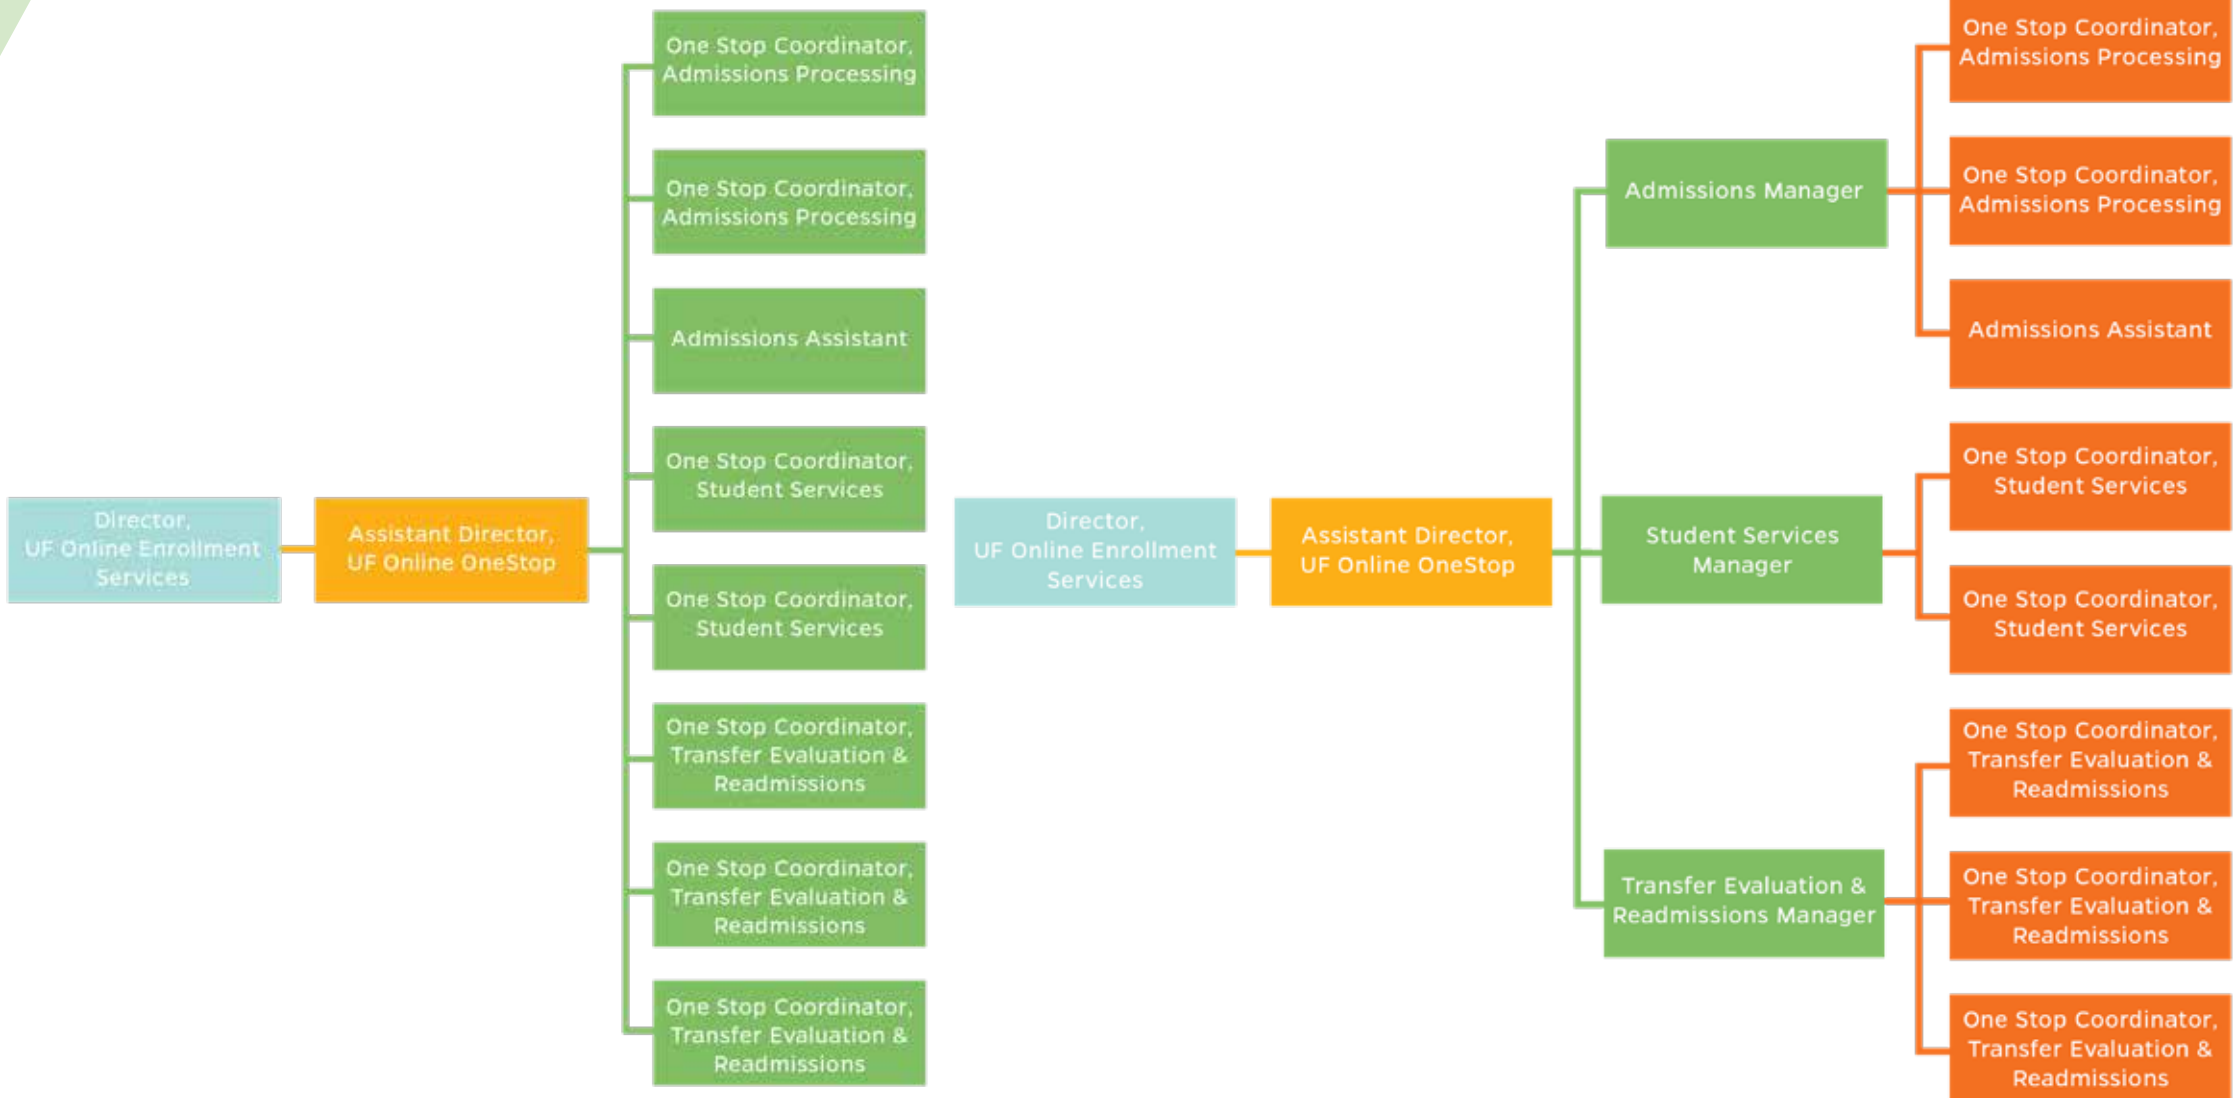 One Stop Coordinator,
Admissions Processing
One Stop Coordinator,
Admissions Processing
Admissions Assistant
One Stop Coordinator,
Student Services
Director,
UF Online Enrollment
Services
Assistant Director,
UF Online OneStop
One Stop Coordinator,
Student Services
One Stop Coordinator,
Transfer Evaluation &
Readmissions
One Stop Coordinator,
Transfer Evaluation &
Readmissions
One Stop Coordinator,
Transfer Evaluation &
Readmissions
Director,
UF Online Enrollment
Services
Assistant Director,
UF Online OneStop
Admissions Manager
One Stop Coordinator,
Admissions Processing
One Stop Coordinator,
Admissions Processing
Admissions Assistant
Student Services
Manager
One Stop Coordinator,
Student Services
One Stop Coordinator,
Student Services
Transfer Evaluation &
Readmissions Manager
One Stop Coordinator,
Transfer Evaluation &
Readmissions
One Stop Coordinator,
Transfer Evaluation &
Readmissions
One Stop Coordinator,
Transfer Evaluation &
Readmissions